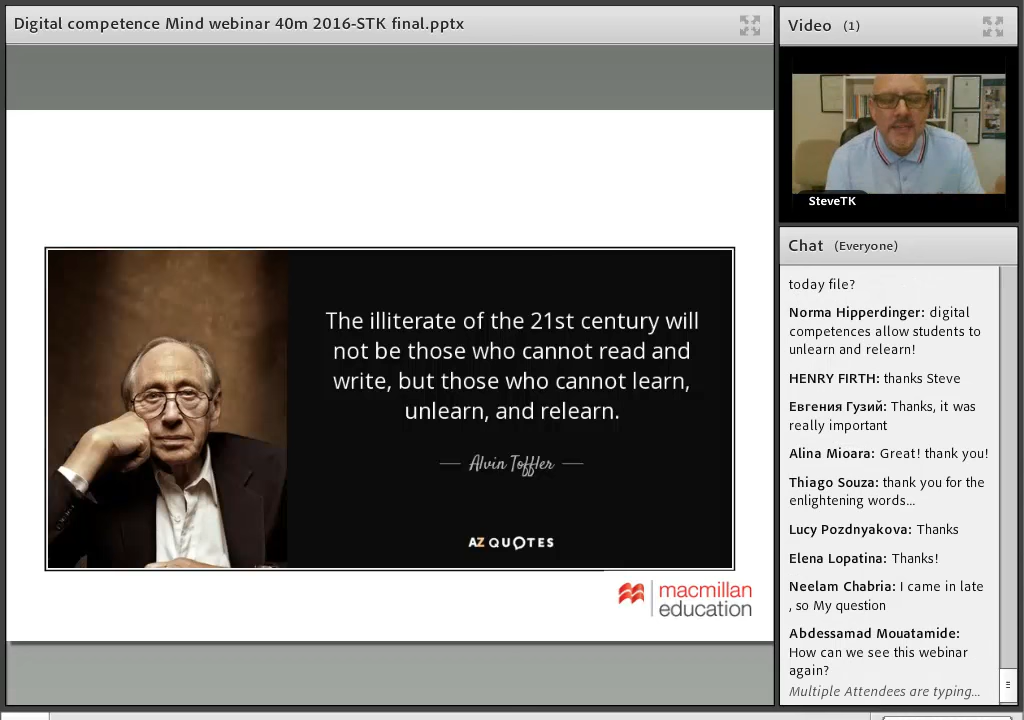 Digital competence Mind webinar 40m 2016-STK final.pptx
The illiterate of the 21st century will
not be those who cannot read and
write, but those who cannot learn,
unlearn, and relearn.
Alvin Toffler
AZ QUOTES
macmillan
education
Video (1)
SteveTK
Chat (Everyone)
today file?
Norma Hipperdinger: digital
competences allow students to
unlearn and relearn!
HENRY FIRTH: thanks Steve
Евгения Гузий: Thanks, it was
really important
Alina Mioara: Great! thank you!
Thiago Souza: thank you for the
enlightening words...
Lucy Pozdnyakova: Thanks
Elena Lopatina: Thanks!
Neelam Chabria: I came in late
, so My question
Abdessamad Mouatamide:
How can we see this webinar
again?
Multiple Attendees are typing...